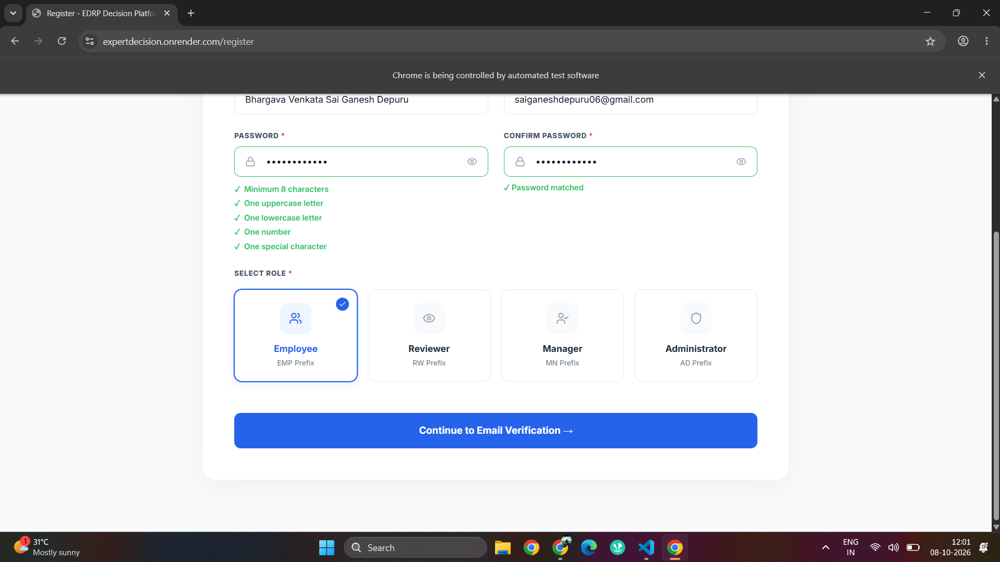 Register - EDRP Decision Platfo
expertdecision.onrender.com/register
Chrome is being controlled by automated test software
Bhargava Venkata Sai Ganesh Depuru
saiganeshdepuru06@gmail.com
PASSWORD *
CONFIRM PASSWORD *
••••••••••••
••••••••••••
✓ Minimum 8 characters
✓ Password matched
✓ One uppercase letter
✓ One lowercase letter
✓ One number
✓ One special character
SELECT ROLE *
Employee
EMP Prefix
Reviewer
RW Prefix
Manager
MN Prefix
Administrator
AD Prefix
Continue to Email Verification →
1
31°C
Mostly sunny
Search
ENG
IN
12:01
08-10-2026